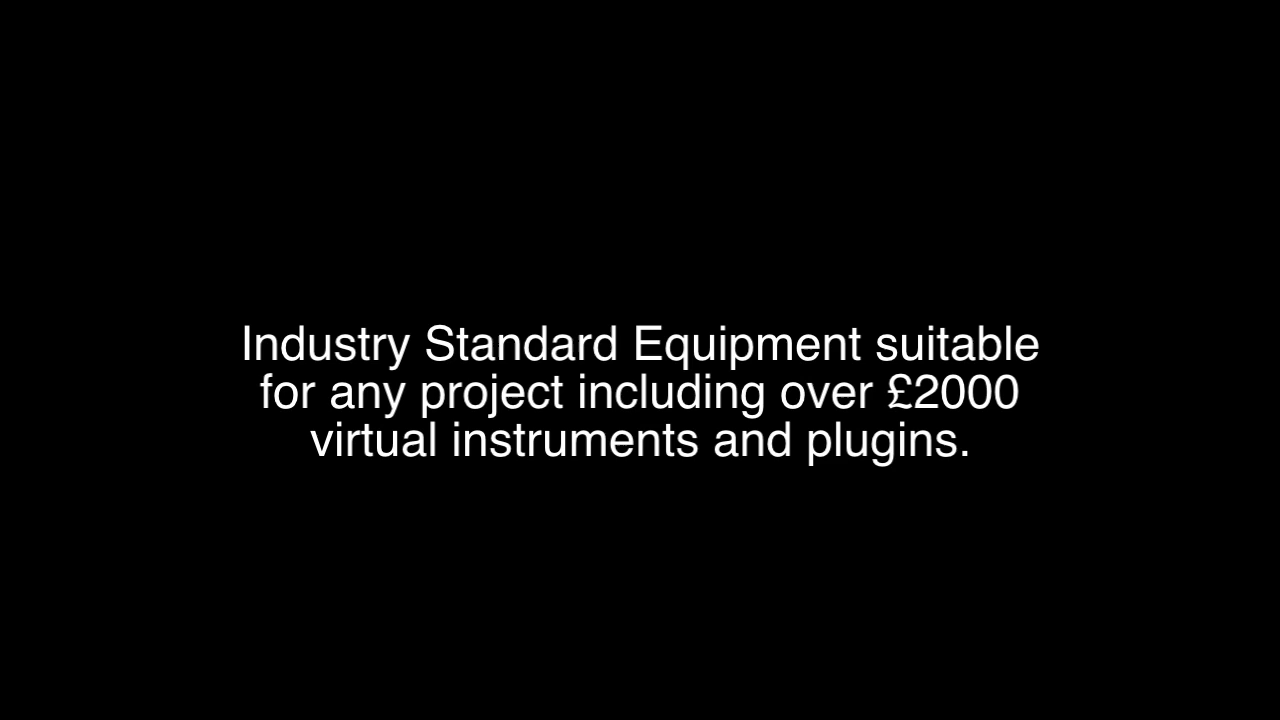 Industry Standard Equipment suitable
for any project including over £2000
virtual instruments and plugins.